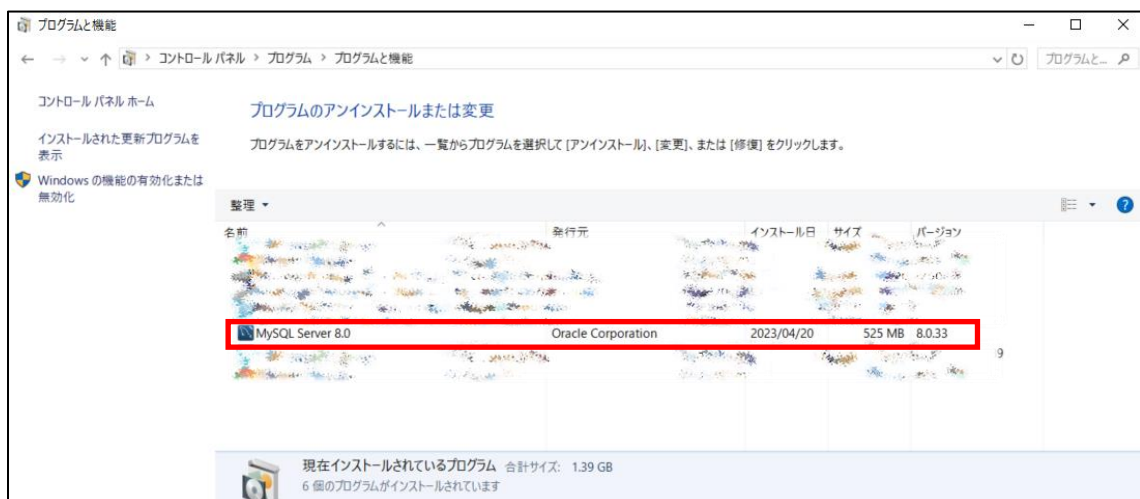 プログラムと機能
コントロール パネル > プログラム > プログラムと機能
プログラムと...
コントロール パネル ホーム
インストールされた更新プログラムを
表示
Windows の機能の有効化または
無効化
プログラムのアンインストールまたは変更
プログラムをアンインストールするには、一覧からプログラムを選択して [アンインストール]、[変更]、または [修復] をクリックします。
整理
名前 発行元 インストール日 サイズ バージョン
MySQL Server 8.0 Oracle Corporation 2023/04/20 525 MB 8.0.33
9
現在インストールされているプログラム 合計サイズ: 1.39 GB
6 個のプログラムがインストールされています